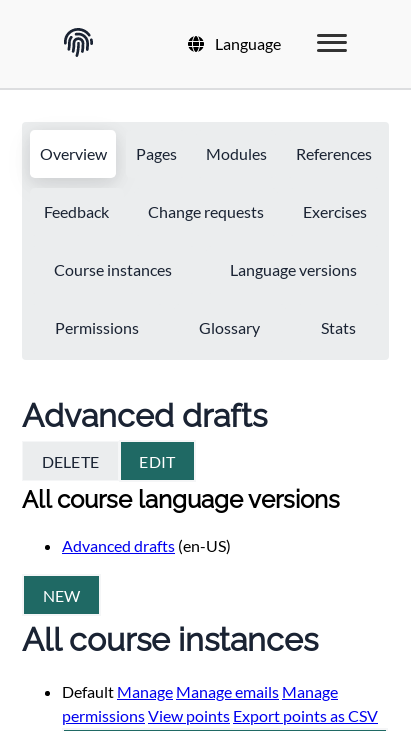 Language
Overview Pages Modules References
Feedback Change requests Exercises
Course instances Language versions
Permissions Glossary Stats
Advanced drafts
DELETE EDIT
All course language versions
Advanced drafts (en-US)
NEW
All course instances
Default Manage Manage emails Manage
permissions View points Export points as CSV